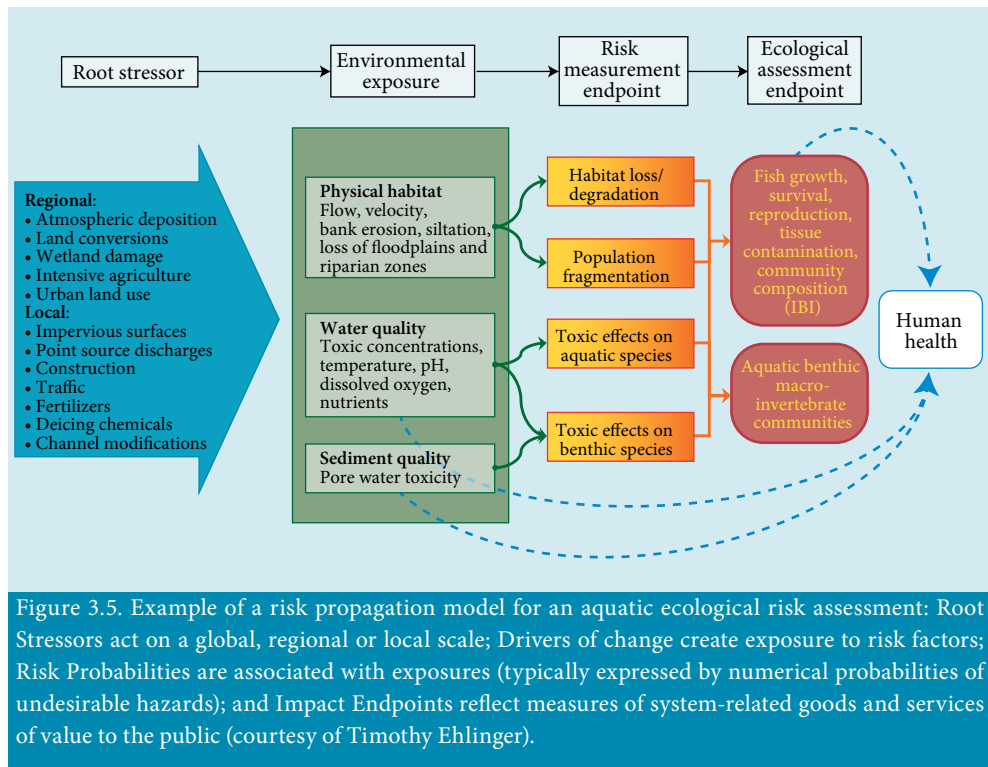 Root stressor
Environmental
exposure
Risk
measurement
endpoint
Ecological
assessment
endpoint
Regional:
• Atmospheric deposition
• Land conversions
• Wetland damage
• Intensive agriculture
• Urban land use
Local:
• Impervious surfaces
• Point source discharges
• Construction
• Traffic
• Fertilizers
• Deicing chemicals
• Channel modifications
Physical habitat
Flow, velocity,
bank erosion, siltation,
loss of floodplains and
riparian zones
Water quality
Toxic concentrations,
temperature, pH,
dissolved oxygen,
nutrients
Sediment quality
Pore water toxicity
Habitat loss/
degradation
Population
fragmentation
Toxic effects on
aquatic species
Toxic effects on
benthic species
Fish growth,
survival,
reproduction,
tissue
contamination,
community
composition
(IBI)
Aquatic benthic
macro-
invertebrate
communities
Human
health
Figure 3.5. Example of a risk propagation model for an aquatic ecological risk assessment: Root
Stressors act on a global, regional or local scale; Drivers of change create exposure to risk factors;
Risk Probabilities are associated with exposures (typically expressed by numerical probabilities of
undesirable hazards); and Impact Endpoints reflect measures of system-related goods and services
of value to the public (courtesy of Timothy Ehlinger).